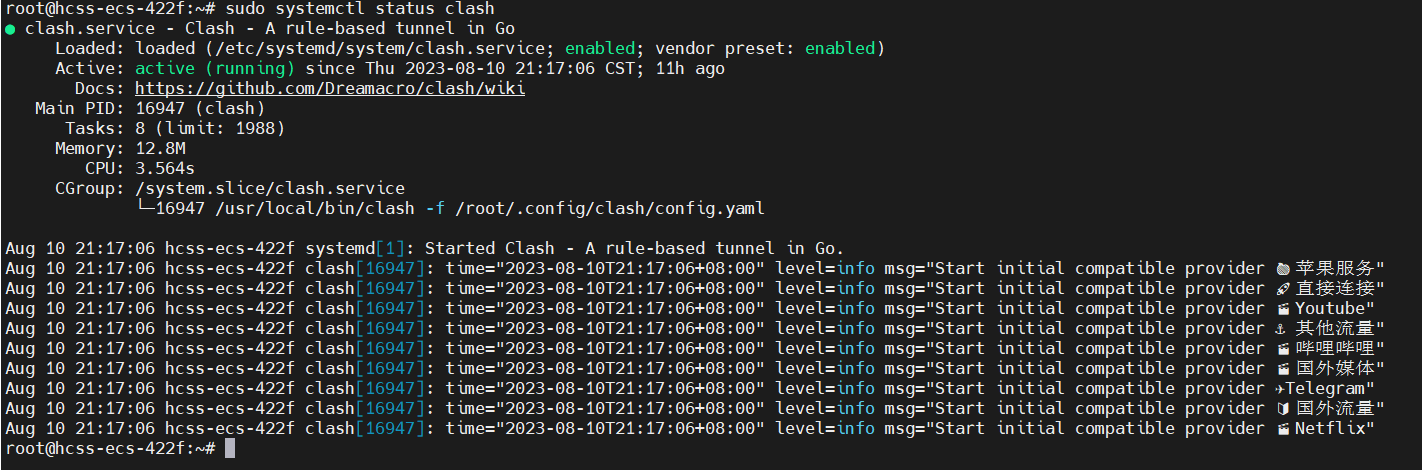 root@hcss-ecs-422f:~# sudo systemctl status clash
● clash.service - Clash - A rule-based tunnel in Go
Loaded: loaded (/etc/systemd/system/clash.service; enabled; vendor preset: enabled)
Active: active (running) since Thu 2023-08-10 21:17:06 CST; 11h ago
Docs: https://github.com/Dreamacro/clash/wiki
Main PID: 16947 (clash)
Tasks: 8 (limit: 1988)
Memory: 12.8M
CPU: 3.564s
CGroup: /system.slice/clash.service
└─16947 /usr/local/bin/clash -f /root/.config/clash/config.yaml
Aug 10 21:17:06 hcss-ecs-422f systemd[1]: Started Clash - A rule-based tunnel in Go.
Aug 10 21:17:06 hcss-ecs-422f clash[16947]: time="2023-08-10T21:17:06+08:00" level=info msg="Start initial compatible provider 苹果服务"
Aug 10 21:17:06 hcss-ecs-422f clash[16947]: time="2023-08-10T21:17:06+08:00" level=info msg="Start initial compatible provider 🚀直接连接"
Aug 10 21:17:06 hcss-ecs-422f clash[16947]: time="2023-08-10T21:17:06+08:00" level=info msg="Start initial compatible provider 🎬Youtube"
Aug 10 21:17:06 hcss-ecs-422f clash[16947]: time="2023-08-10T21:17:06+08:00" level=info msg="Start initial compatible provider ⚓ 其他流量"
Aug 10 21:17:06 hcss-ecs-422f clash[16947]: time="2023-08-10T21:17:06+08:00" level=info msg="Start initial compatible provider 🎬哔哩哔哩"
Aug 10 21:17:06 hcss-ecs-422f clash[16947]: time="2023-08-10T21:17:06+08:00" level=info msg="Start initial compatible provider 🎬国外媒体"
Aug 10 21:17:06 hcss-ecs-422f clash[16947]: time="2023-08-10T21:17:06+08:00" level=info msg="Start initial compatible provider ✈Telegram"
Aug 10 21:17:06 hcss-ecs-422f clash[16947]: time="2023-08-10T21:17:06+08:00" level=info msg="Start initial compatible provider 🔰国外流量"
Aug 10 21:17:06 hcss-ecs-422f clash[16947]: time="2023-08-10T21:17:06+08:00" level=info msg="Start initial compatible provider 🎬Netflix"
root@hcss-ecs-422f:~#